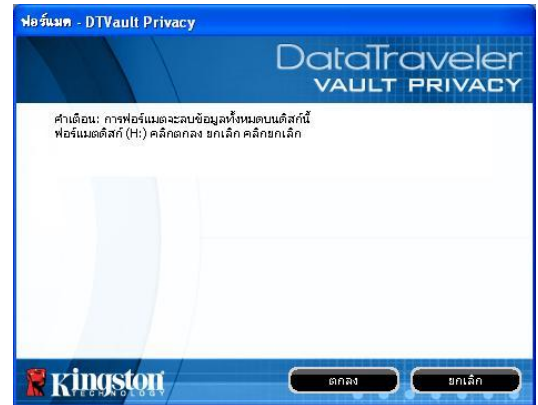 ฟอร์แมต - DTVault Privacy
DataTraveler
VAULT PRIVACY
คำเตือน: การฟอร์แมตจะลบข้อมูลทั้งหมดบนดิสก์นี้
ฟอร์แมตดิสก์ (H:) คลิกตกลง ยกเลิก คลิกยกเลิก
Kingston
TECHNOLOGY
ตกลง
ยกเลิก